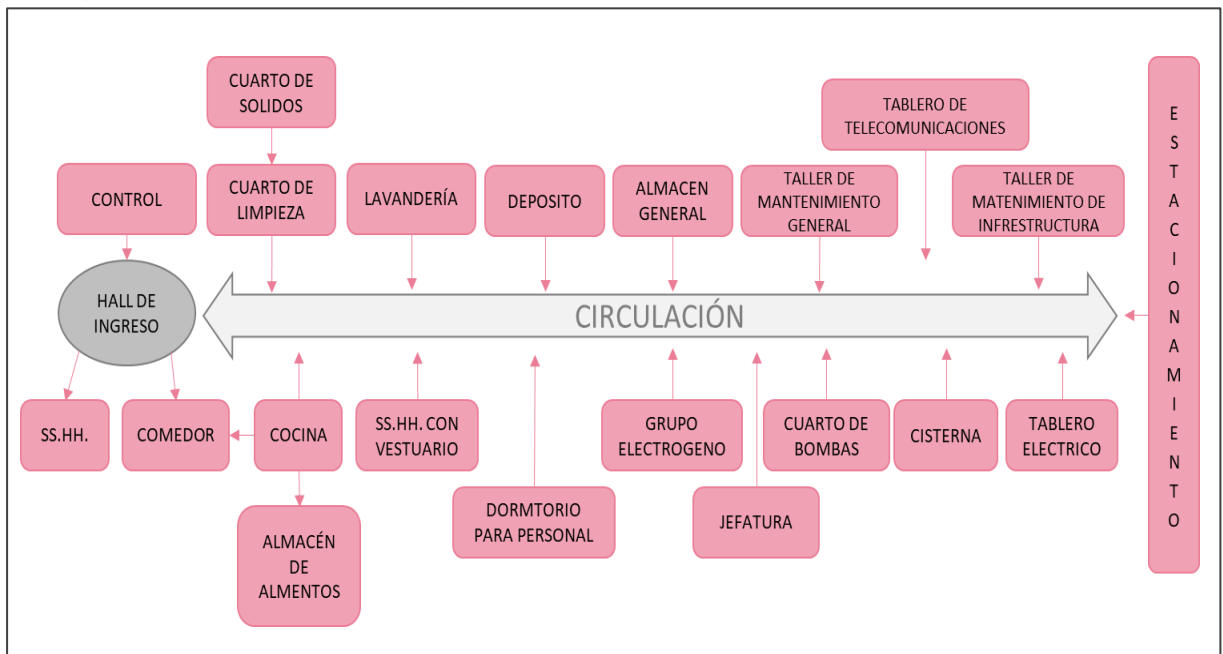 CUARTO DE
SOLIDOS
TABLERO DE
TELECOMUNICACIONES
CONTROL
CUARTO DE
LIMPIEZA
LAVANDERÍA
DEPOSITO
ALMACEN
GENERAL
TALLER DE
MANTENIMIENTO
GENERAL
TALLER DE
MATENIMIENTO DE
INFRESTRUCTURA
ESTACIONAMIENTO
HALL DE
INGRESO
CIRCULACIÓN
SS.HH.
COMEDOR
COCINA
SS.HH. CON
VESTUARIO
GRUPO
ELECTROGENO
CUARTO DE
BOMBAS
CISTERNA
TABLERO
ELECTRICO
ALMACÉN
DE
ALMENTOS
DORMTORIO
PARA PERSONAL
JEFATURA